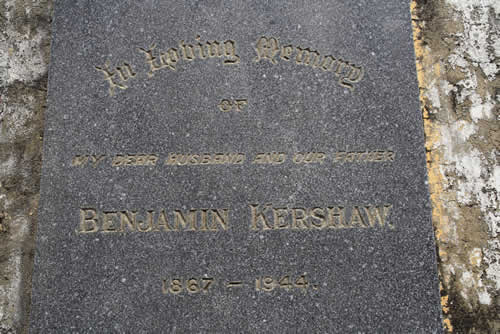 In Loving Memory
OF
MY DEAR HUSBAND AND OUR FATHER
BENJAMIN KERSHAW.
1867 - 1944.